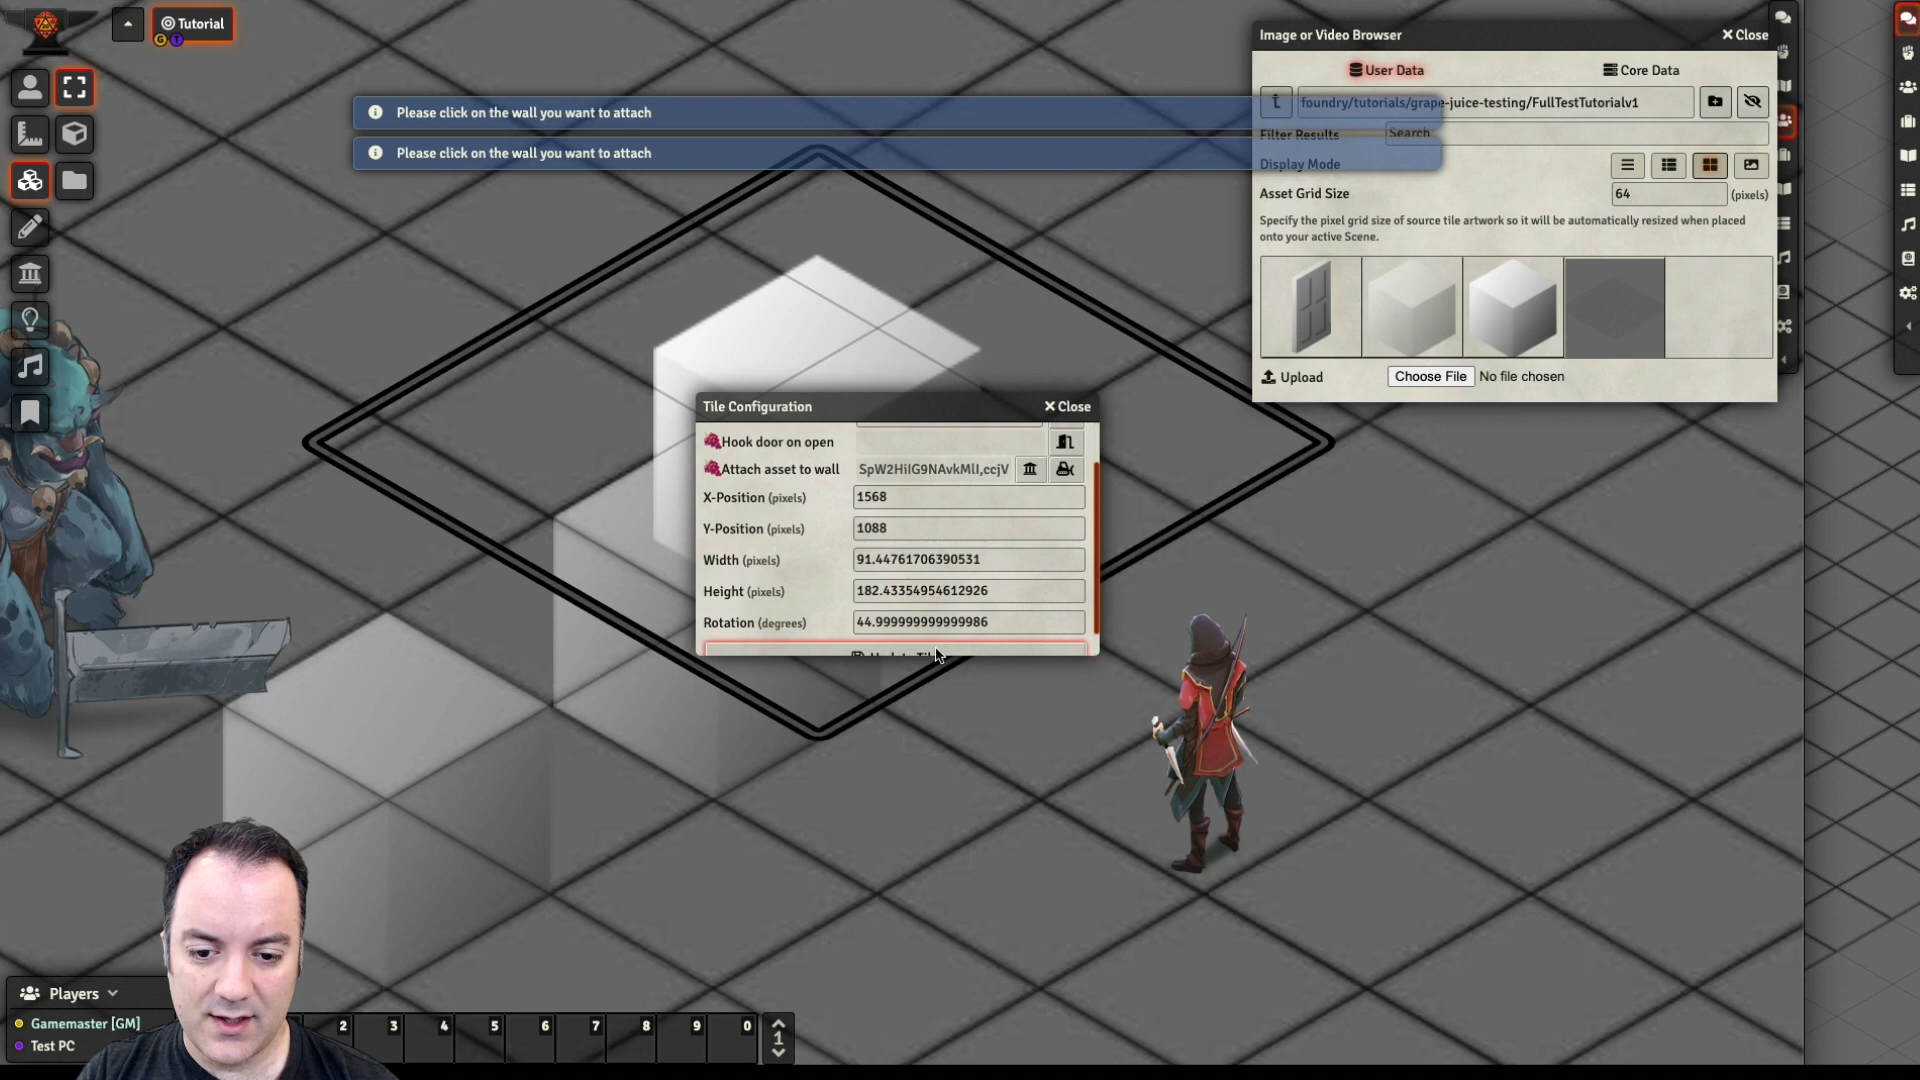 Tutorial
G T
Please click on the wall you want to attach
Please click on the wall you want to attach
Image or Video Browser
Close
User Data
Core Data
foundry/tutorials/grape-juice-testing/FullTestTutorialv1
Filter Results
Search
Display Mode
Asset Grid Size
64
(pixels)
Specify the pixel grid size of source tile artwork so it will be automatically resized when placed
onto your active Scene.
Upload
Choose File No file chosen
Tile Configuration
Close
Hook door on open
Attach asset to wall
SpW2HiIG9NAvkMlI,ccjV
X-Position (pixels)
1568
Y-Position (pixels)
1088
Width (pixels)
91.44761706390531
Height (pixels)
182.43354954612926
Rotation (degrees)
44.999999999999986
Players
Gamemaster [GM]
Test PC
2 3 4 5 6 7 8 9 0
1